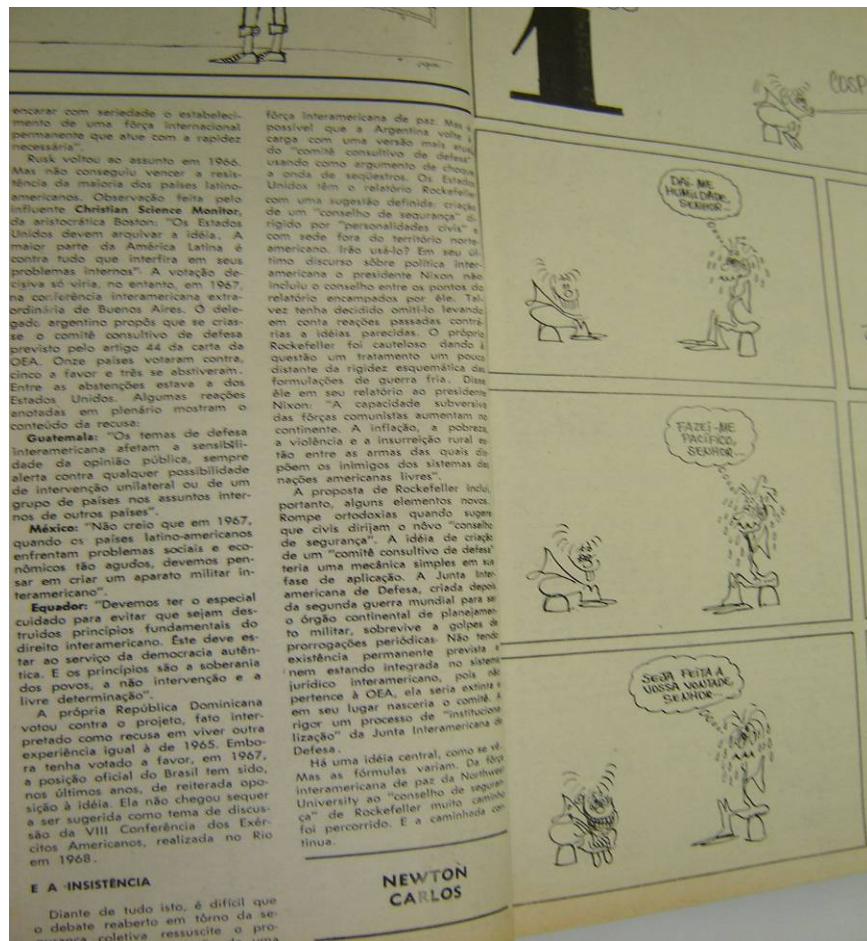 encarar com seriedade o estabeleci-
mento de uma fôrça internacional
permanente que atue com a rapidez
necessária".
Rusk voltou ao assunto em 1966.
Mas não conseguiu vencer a resis-
tência da maioria dos países latino-
americanos. Observação feita pelo
influente Christian Science Monitor,
da aristocrática Boston: "Os Estados
Unidos devem arquivar a idéia. A
maior parte da América Latina é
contra tudo que interfira em seus
problemas internos". A votação de-
cisiva só viria, no entanto, em 1967,
na conferência interamericana extra-
ordinária de Buenos Aires. O dele-
gado argentino propôs que se crias-
se o comitê consultivo de defesa
previsto pelo artigo 44 da carta da
OEA. Onze países votaram contra,
cinco a favor e três se abstiveram.
Entre as abstenções estava a dos
Estados Unidos. Algumas reações
anotadas em plenário mostram o
conteúdo da recusa:
Guatemala: "Os temas de defesa
interamericana afetam a sensibili-
dade da opinião pública, sempre
alerta contra qualquer possibilidade
de intervenção unilateral ou de um
grupo de países nos assuntos inter-
nos de outros países".
México: "Não creio que em 1967,
quando os países latino-americanos
enfrentam problemas sociais e eco-
nômicos tão agudos, devemos pen-
sar em criar um aparato militar in-
teramericano".
Equador: "Devemos ter o especial
cuidado para evitar que sejam des-
truidos princípios fundamentais do
direito interamericano. Êste deve es-
tar ao serviço da democracia autên-
tica. E os princípios são a soberania
dos povos, a não intervenção e a
livre determinação".
A própria República Dominicana
votou contra o projeto, fato inter-
pretado como recusa em viver outra
experiência igual à de 1965. Embo-
ra tenha votado a favor, em 1967,
a posição oficial do Brasil tem sido,
nos últimos anos, de reiterada opo-
sição à idéia. Ela não chegou sequer
a ser sugerida como tema de discus-
são da VIII Conferência dos Exér-
citos Americanos, realizada no Rio
em 1968.
E A INSISTÊNCIA
Diante de tudo isto, é difícil que
o debate reaberto em tôrno da se-
gurança coletiva ressuscite o pro-
fôrça interamericana de paz. Mas é
possível que a Argentina volte à
carga com uma versão mais
do "comitê consultivo de defesa"
usando como argumento de choque
a onda de seqüestros. Os Estados
Unidos têm o relatório Rockefeller
com uma sugestão definida: criação
de um "conselho de segurança" di-
rigido por "personalidades civis" e
com sede fora do território norte-
americano. Irão usá-lo? Em seu úl-
timo discurso sôbre política inter-
americana o presidente Nixon não
incluiu o conselho entre os pontos do
relatório encampados por êle. Tal-
vez tenha decidido omiti-lo levando
em conta reações passadas contrá-
rias a idéias parecidas. O próprio
Rockefeller foi cauteloso dando à
questão um tratamento um pouco
distante da rigidez esquemática das
formulações de guerra fria. Disse
êle em seu relatório ao presidente
Nixon: "A capacidade subversiva
das fôrças comunistas aumentam no
continente. A inflação, a pobreza,
a violência e a insurreição rural es-
tão entre as armas das quais dis-
põem os inimigos dos sistemas das
nações americanas livres".
A proposta de Rockefeller inclui,
portanto, alguns elementos novos.
Rompe ortodoxias quando sugere
que civis dirijam o nôvo "conselho
de segurança". A idéia de criação
de um "comitê consultivo de defesa"
teria uma mecânica simples em sua
fase de aplicação. A Junta Inter-
americana de Defesa, criada depois
da segunda guerra mundial para ser
o órgão continental de planejamen-
to militar, sobrevive a golpes de
prorrogações periódicas. Não tendo
existência permanente prevista e
nem estando integrada no sistema
jurídico interamericano, pois não
pertence à OEA, ela seria extinta e
em seu lugar nasceria o comitê. A
rigor um processo de "instituciona-
lização" da Junta Interamericana de
Defesa.
Há uma idéia central, como se vê.
Mas as fórmulas variam. Da fôrça
interamericana de paz da Northwest
University ao "conselho de seguran-
ça" de Rockefeller muito caminho
foi percorrido. E a caminhada con-
tinua.
NEWTON
CARLOS
1
COSP
DAI-ME
HUMILDADE,
SENHOR...
FAZEI-ME
PACÍFICO,
SENHOR...
SEJA FEITA A
VOSSA VONTADE,
SENHOR...